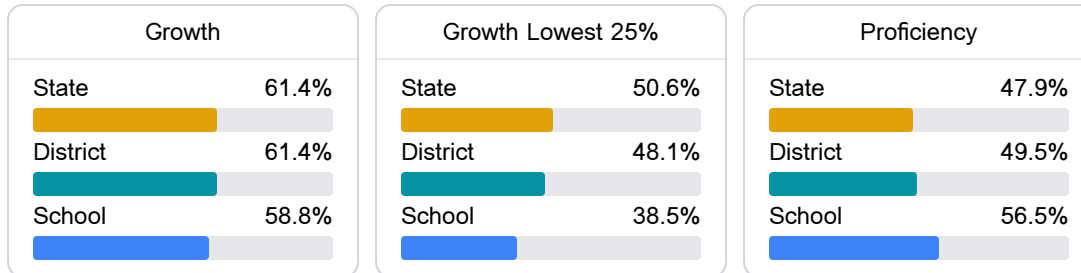 Growth
State 61.4%
District 61.4%
School 58.8%
Growth Lowest 25%
State 50.6%
District 48.1%
School 38.5%
Proficiency
State 47.9%
District 49.5%
School 56.5%